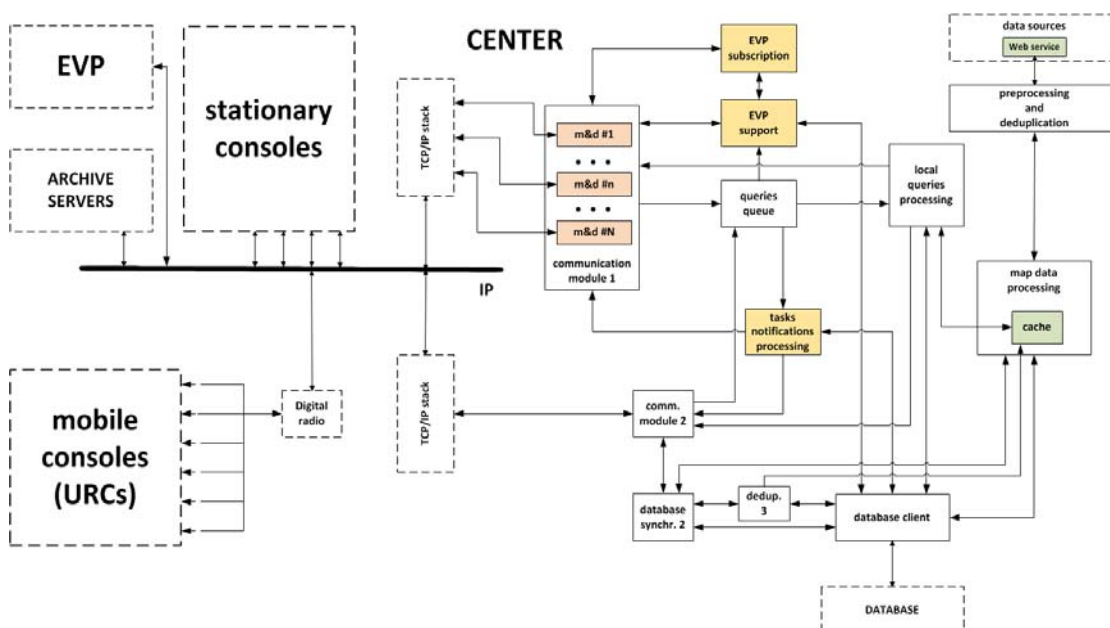 EVP
ARCHIVE
SERVERS
stationary
consoles
CENTER
TCP/IP stack
m&d #1
• • •
m&d #n
• • •
m&d #N
communication
module 1
EVP
subscription
EVP
support
queries
queue
local
queries
processing
data sources
Web service
preprocessing
and
deduplication
map data
processing
cache
IP
tasks
notifications
processing
mobile
consoles
(URCs)
Digital
radio
TCP/IP stack
comm.
module 2
database
synchr. 2
dedup.
3
database client
DATABASE